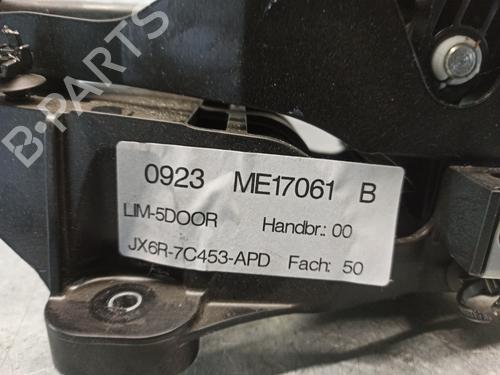 B-PARTS
0923 ME17061 B
LIM-5DOOR Handbr.: 00
JX6R-7C453-APD Fach: 50